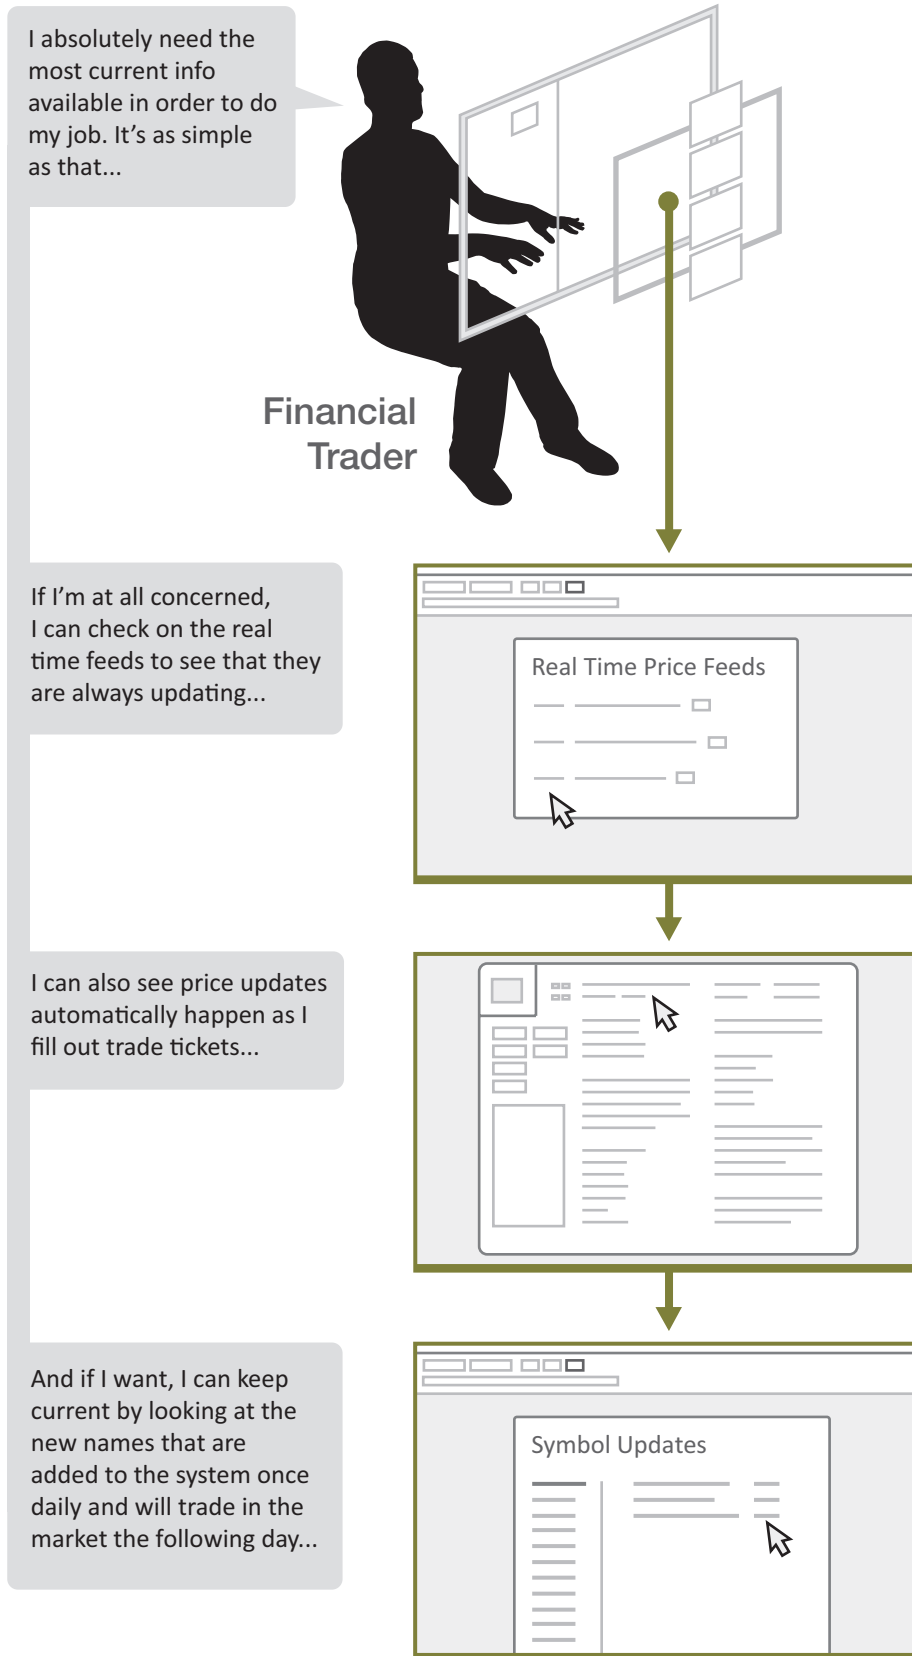 I absolutely need the
most current info
available in order to do
my job. It's as simple
as that...
Financial
Trader
If I’m at all concerned,
I can check on the real
time feeds to see that they
are always updating...
Real Time Price Feeds
I can also see price updates
automatically happen as I
fill out trade tickets...
And if I want, I can keep
current by looking at the
new names that are
added to the system once
daily and will trade in the
market the following day...
Symbol Updates